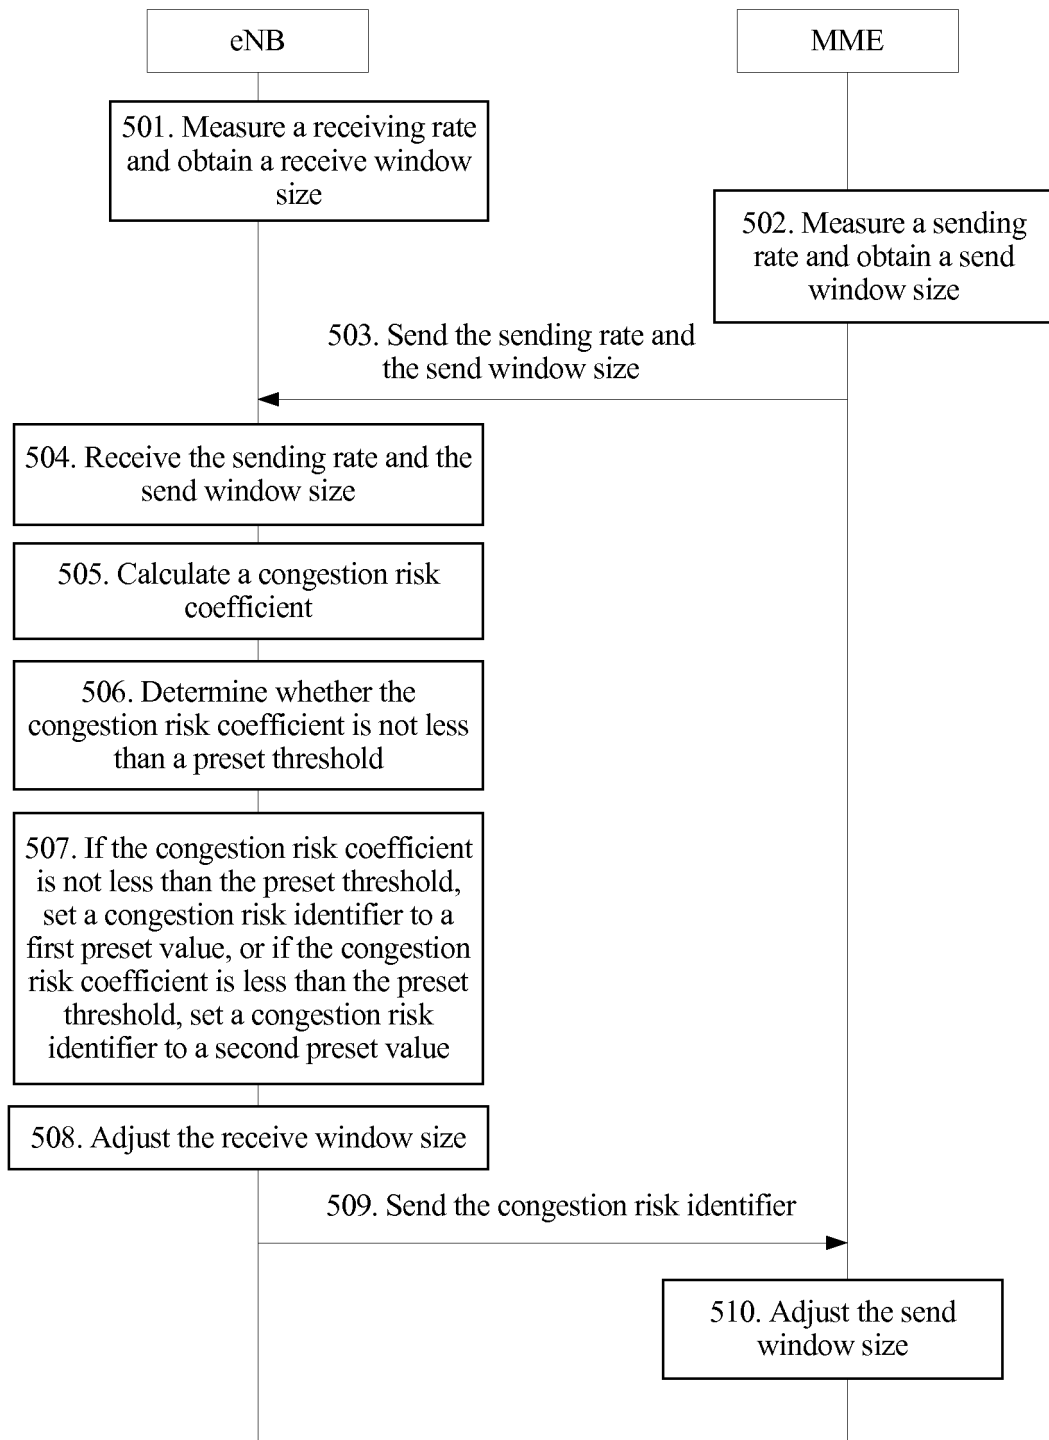 eNB
MME
501. Measure a receiving rate
and obtain a receive window
size
502. Measure a sending
rate and obtain a send
window size
503. Send the sending rate and
the send window size
504. Receive the sending rate and the
send window size
505. Calculate a congestion risk
coefficient
506. Determine whether the
congestion risk coefficient is not less
than a preset threshold
507. If the congestion risk coefficient
is not less than the preset threshold,
set a congestion risk identifier to a
first preset value, or if the congestion
risk coefficient is less than the preset
threshold, set a congestion risk
identifier to a second preset value
508. Adjust the receive window size
509. Send the congestion risk identifier
510. Adjust the send
window size